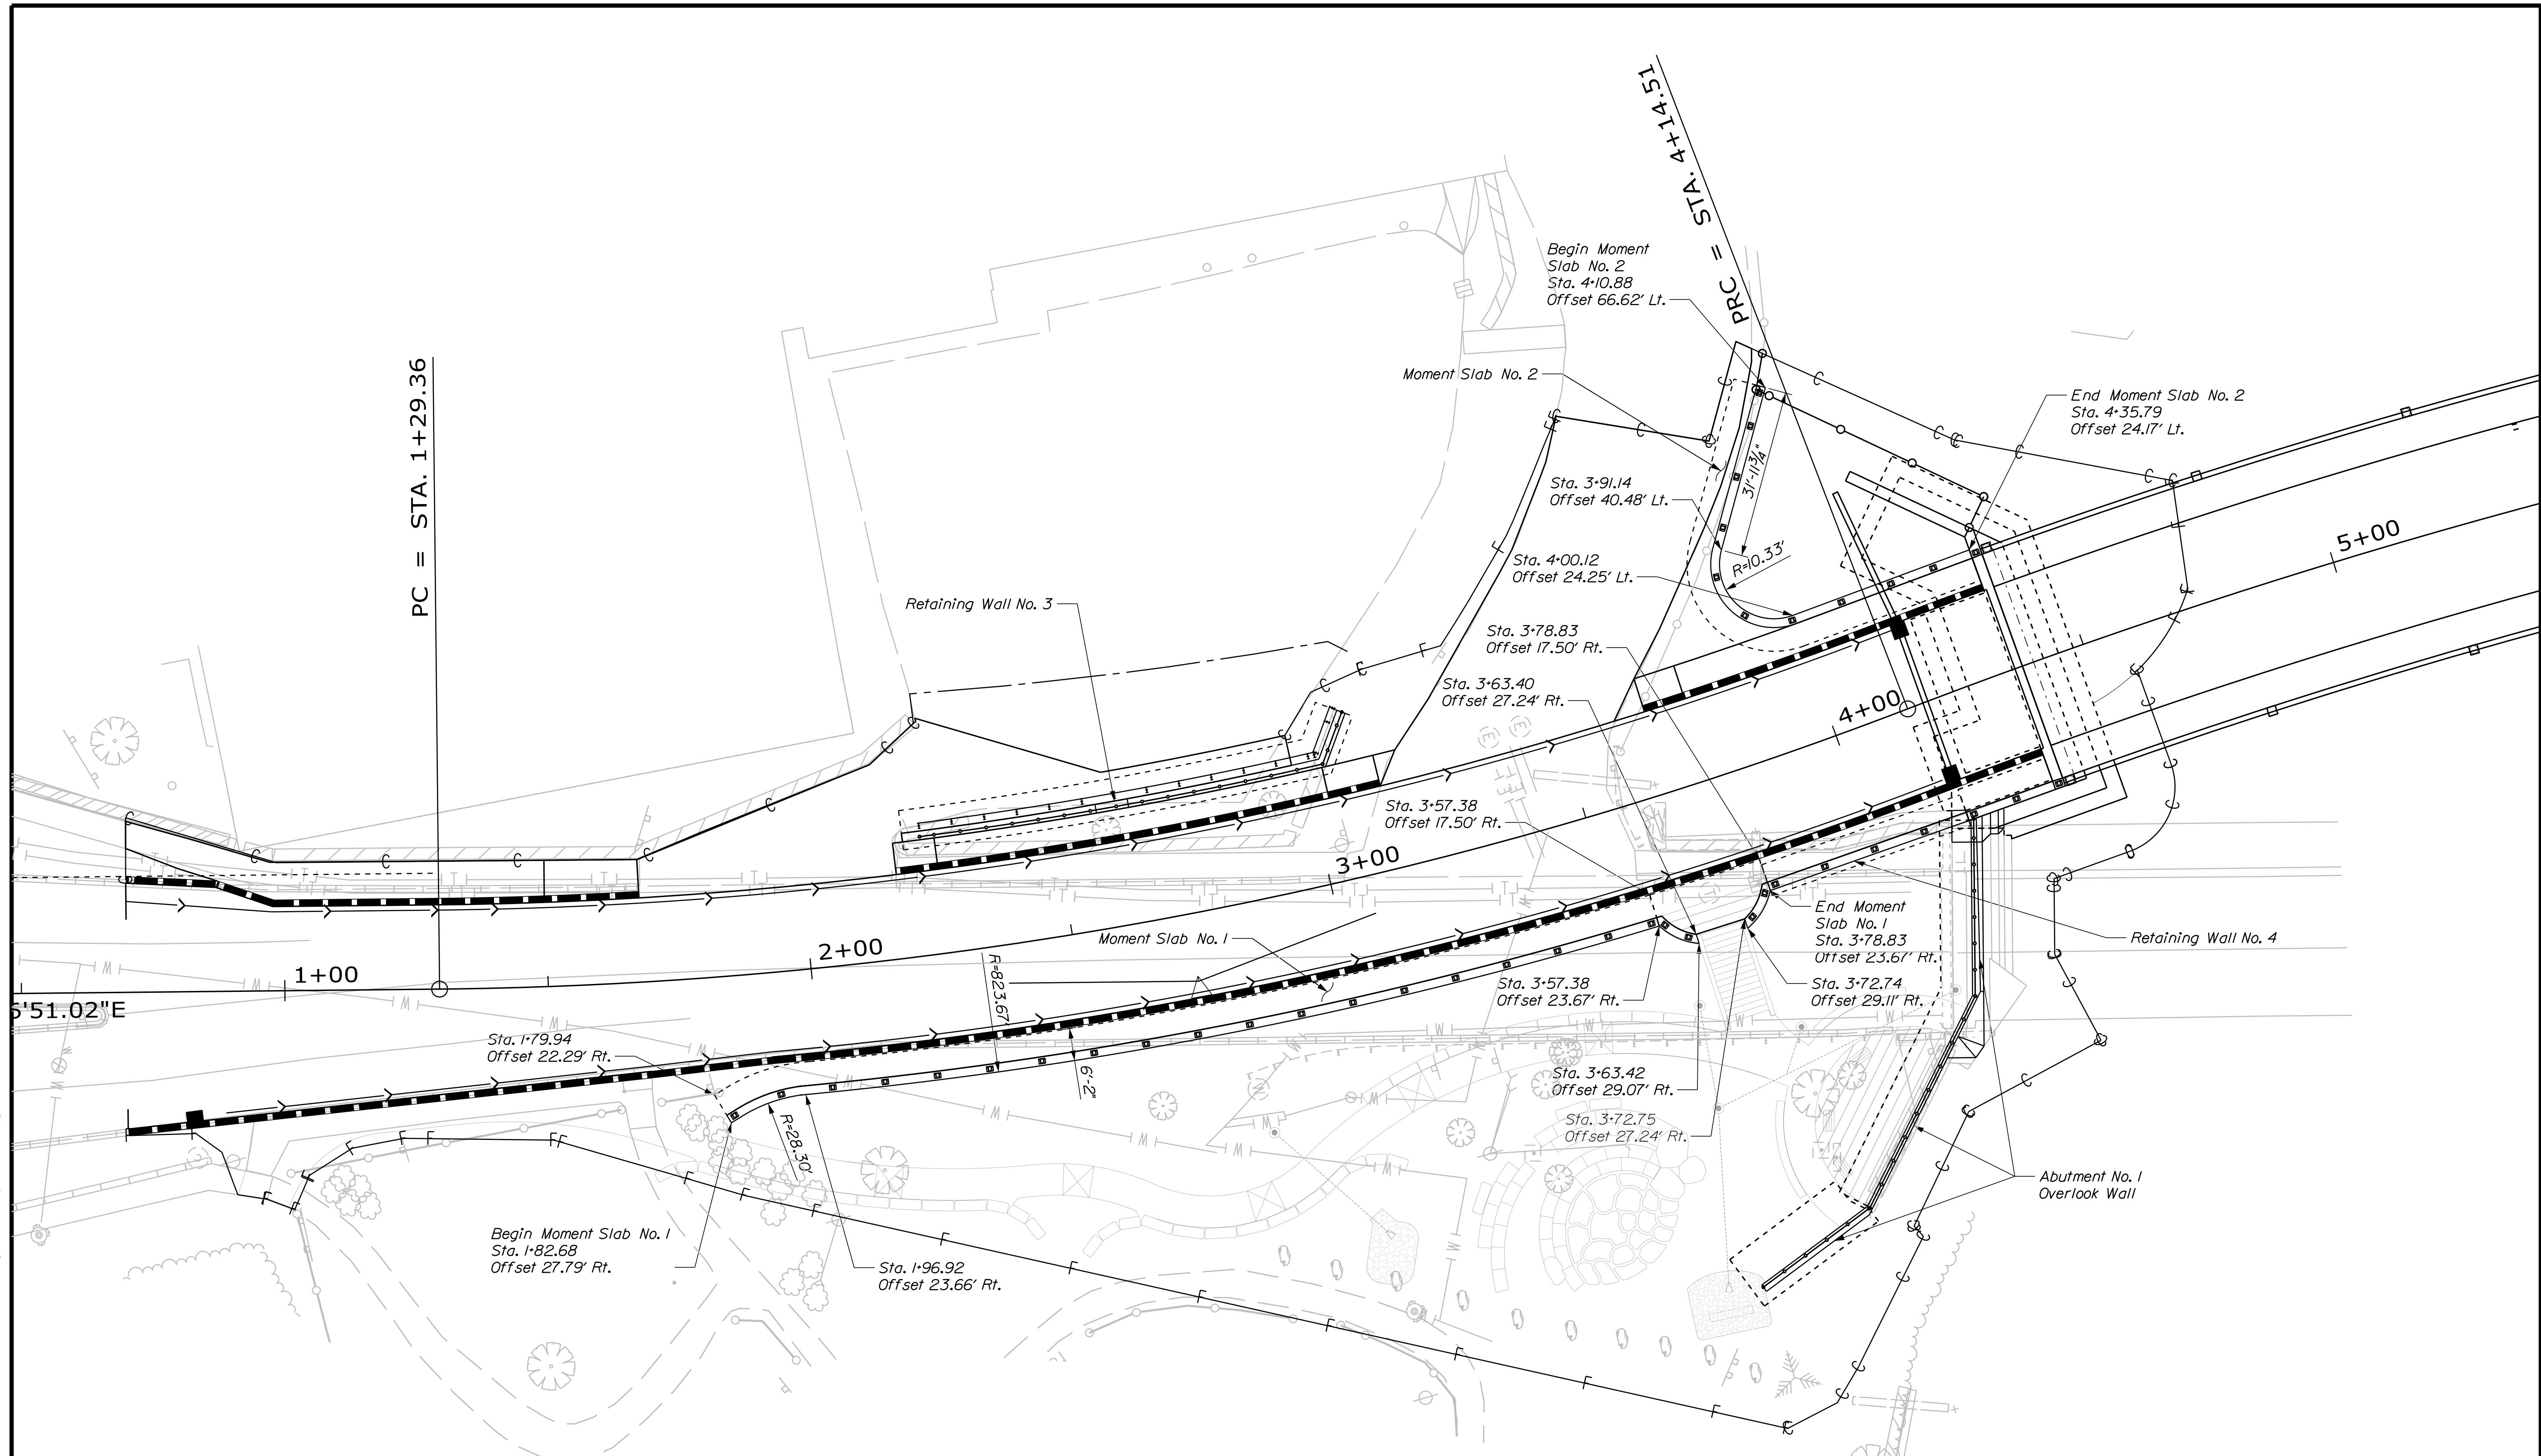 PRC = STA. 4+14.51
PC = STA. 1+29.36
Begin Moment
Slab No. 2
Sta. 4+10.88
Offset 66.62' Lt.
Moment Slab No. 2
End Moment Slab No. 2
Sta. 4+35.79
Offset 24.17' Lt.
31'-11¾"
Sta. 3+91.14
Offset 40.48' Lt.
R=10.33'
Sta. 4+00.12
Offset 24.25' Lt.
5+00
Retaining Wall No. 3
Sta. 3+78.83
Offset 17.50' Rt.
Sta. 3+63.40
Offset 27.24' Rt.
4+00
Sta. 3+57.38
Offset 17.50' Rt.
3+00
2+00
1+00
Moment Slab No. 1
End Moment
Slab No. 1
Sta. 3+78.83
Offset 23.67' Rt.
Retaining Wall No. 4
R=823.67'
5'51.02"E
Sta. 3+57.38
Offset 23.67' Rt.
Sta. 3+72.74
Offset 29.11' Rt.
Sta. 1+79.94
Offset 22.29' Rt.
6'-2"
Sta. 3+63.42
Offset 29.07' Rt.
R=28.30'
Sta. 3+72.75
Offset 27.24' Rt.
Abutment No. 1
Overlook Wall
Begin Moment Slab No. 1
Sta. 1+82.68
Offset 27.79' Rt.
Sta. 1+96.92
Offset 23.66' Rt.